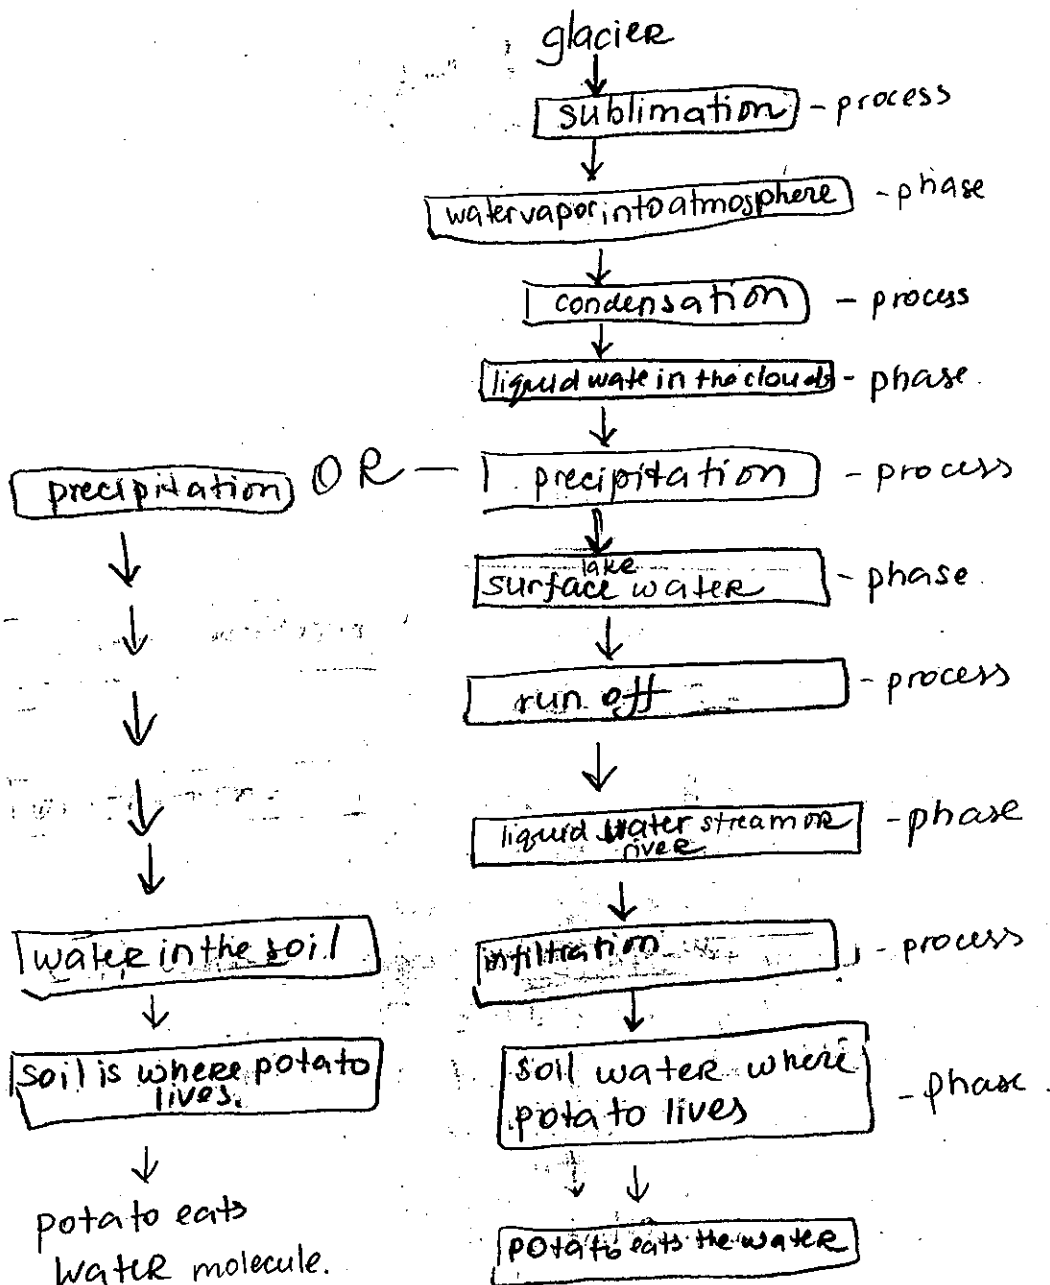 glacier
sublimation - process
water vapor into atmosphere - phase
condensation - process
liquid wate in the clouds - phase.
precipitation OR - precipitation - process
lake
surface water - phase.
run off - process
liquid water stream or - phase
river
infiltration - process
water in the soil
soil is where potato
lives.
soil water where
potato lives - phase.
potato eats
water molecule.
potato eats the water